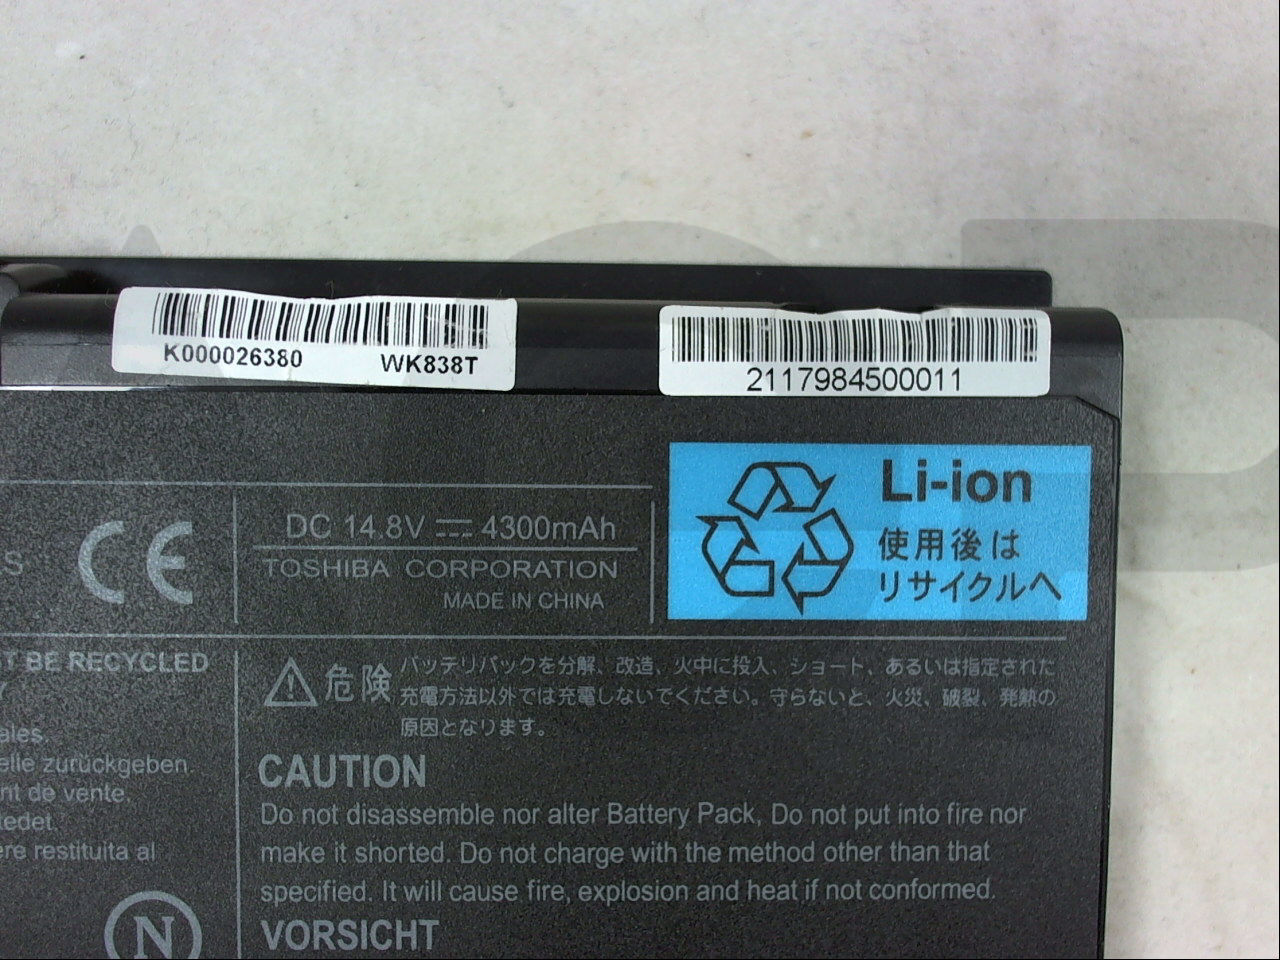 K000026380 WK838T
2117984500011
Li-ion
使用後は
リサイクルへ
CE
DC 14.8V 4300mAh
TOSHIBA CORPORATION
MADE IN CHINA
BE RECYCLED
危険
バッテリパックを分解、改造、火中に投入、ショート、あるいは指定された
充電方法以外では充電しないでください。守らないと、火災、破裂、発熱の
原因となります。
zurückgeben.
de vente.
restituita al
N
CAUTION
Do not disassemble nor alter Battery Pack, Do not put into fire nor
make it shorted. Do not charge with the method other than that
specified. It will cause fire, explosion and heat if not conformed.
VORSICHT